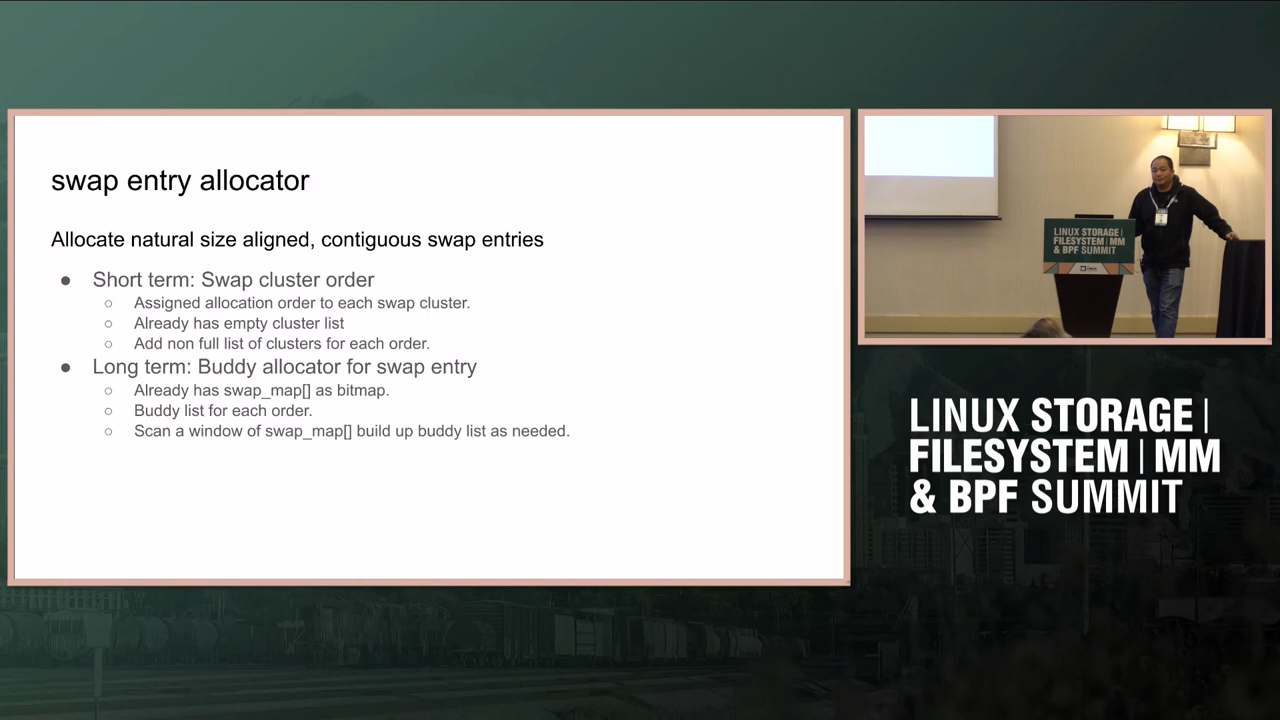 swap entry allocator
Allocate natural size aligned, contiguous swap entries
● Short term: Swap cluster order
○ Assigned allocation order to each swap cluster.
○ Already has empty cluster list
○ Add non full list of clusters for each order.
● Long term: Buddy allocator for swap entry
○ Already has swap_map[] as bitmap.
○ Buddy list for each order.
○ Scan a window of swap_map[] build up buddy list as needed.
LINUX STORAGE |
FILESYSTEM | MM
& BPF SUMMIT
LINUX STORAGE |
FILESYSTEM | MM
& BPF SUMMIT